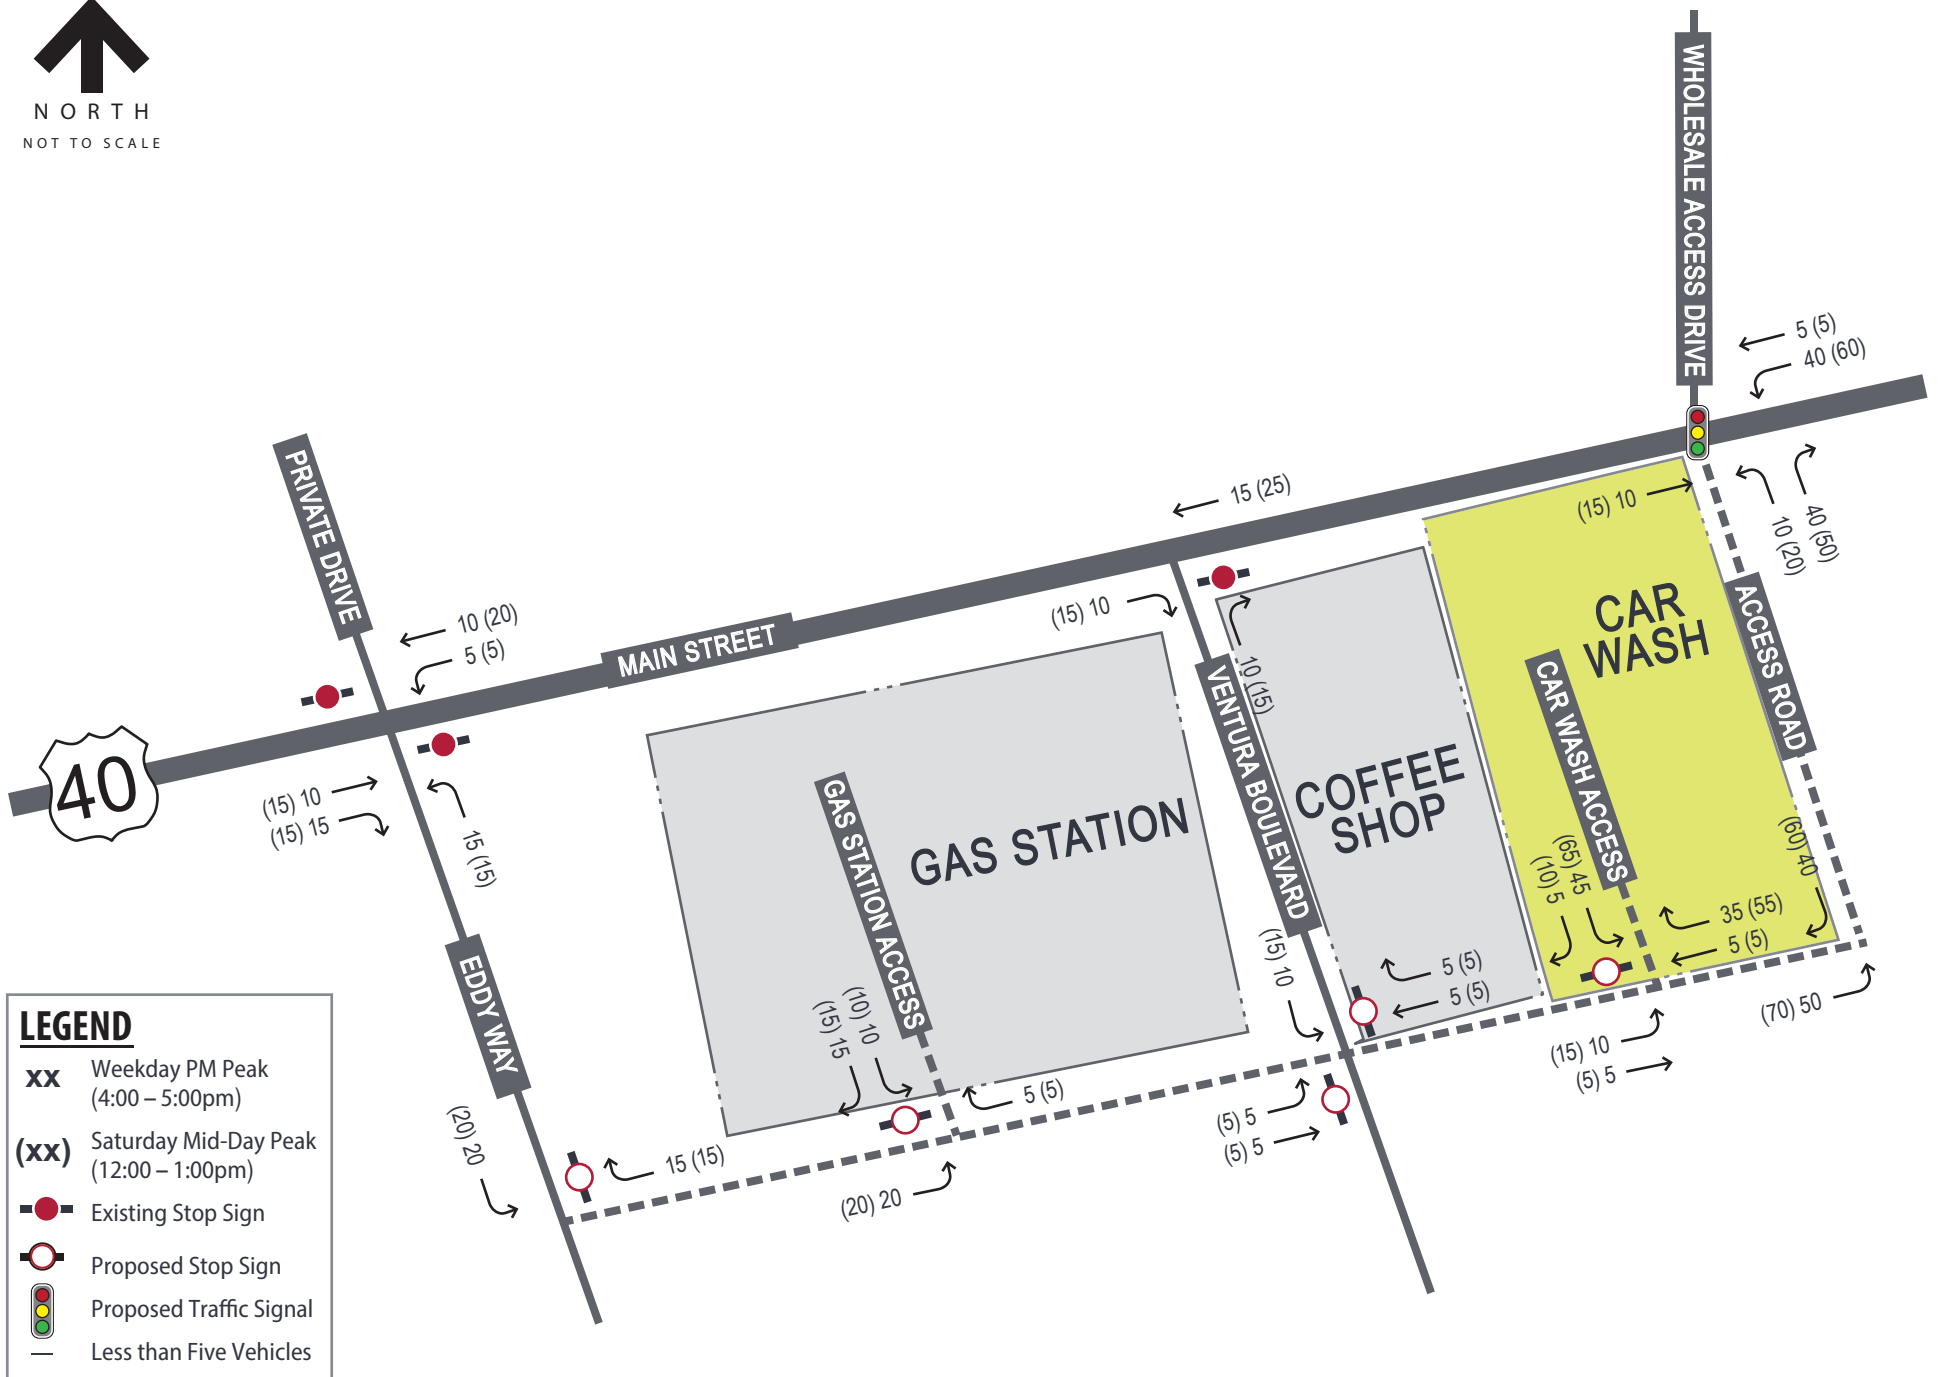 NORTH
NOT TO SCALE
WHOLESALE ACCESS DRIVE
5 (5)
40 (60)
PRIVATE DRIVE
15 (25)
(15) 10
40 (50)
10 (20)
10 (20)
5 (5)
MAIN STREET
(15) 10
10 (15)
CAR
WASH
ACCESS ROAD
CAR WASH ACCESS
VENTURA BOULEVARD
40
(15) 10
(15) 15
15 (15)
GAS STATION ACCESS
GAS STATION
COFFEE
SHOP
(65) 45
(10) 5
(60) 40
35 (55)
5 (5)
EDDY WAY
(15) 10
5 (5)
5 (5)
(70) 50
(10) 10
(15) 15
(15) 10
(5) 5
5 (5)
(5) 5
(5) 5
(20) 20
15 (15)
(20) 20
LEGEND
xx Weekday PM Peak
(4:00 – 5:00pm)
(xx) Saturday Mid-Day Peak
(12:00 – 1:00pm)
Existing Stop Sign
Proposed Stop Sign
Proposed Traffic Signal
— Less than Five Vehicles